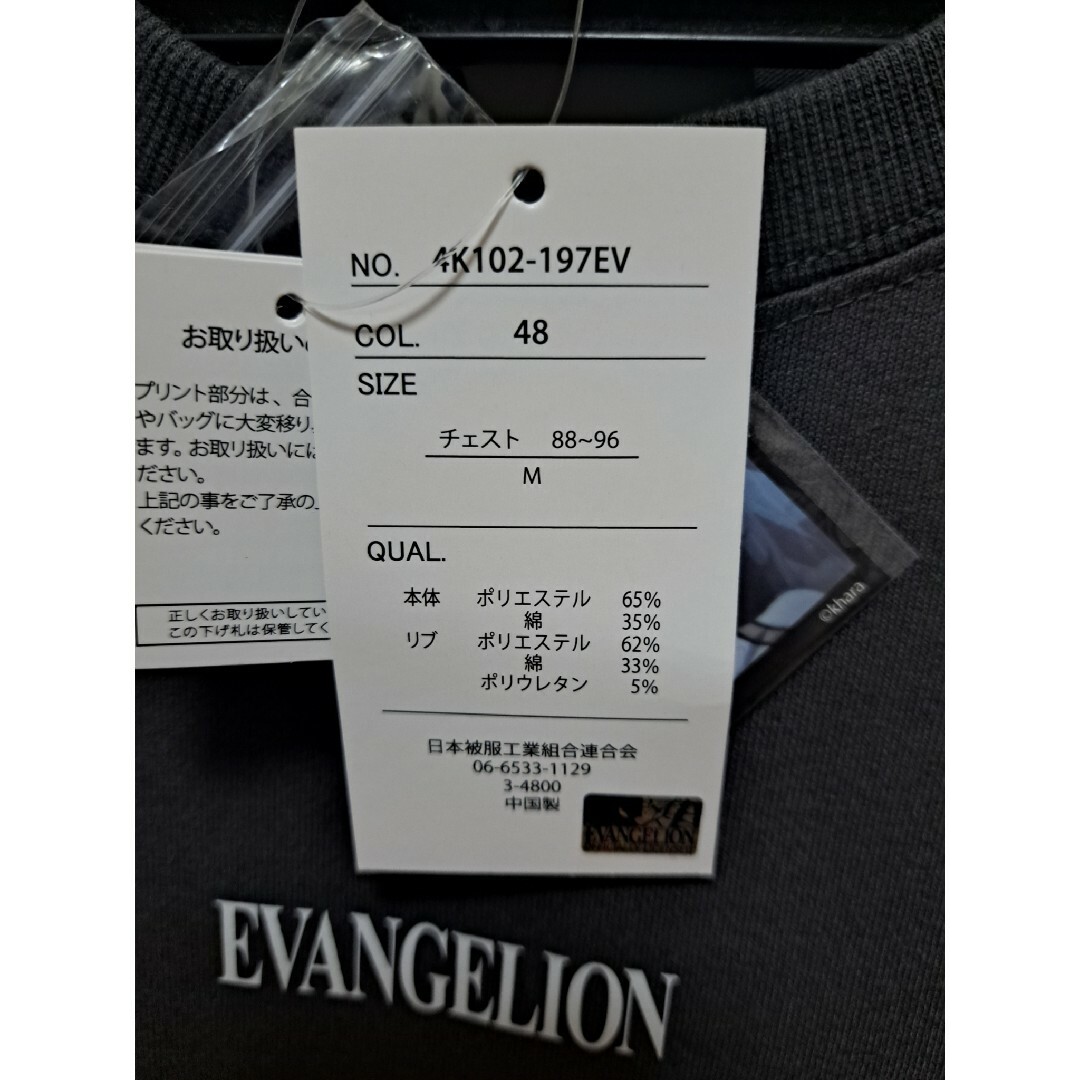 NO. 4K102-197EV
COL. 48
SIZE
チェスト 88~96
M
QUAL.
本体 ポリエステル 65%
綿 35%
リブ ポリエステル 62%
綿 33%
ポリウレタン 5%
日本被服工業組合連合会
06-6533-1129
3-4800
中国製
EVANGELION
お取り扱い
プリント部分は、合
やバッグに大変移り
ます。お取り扱いには
ださい。
上記の事をご了承の
ください。
正しくお取り扱いしてい
この下げ札は保管してく
©khara
EVANGELION